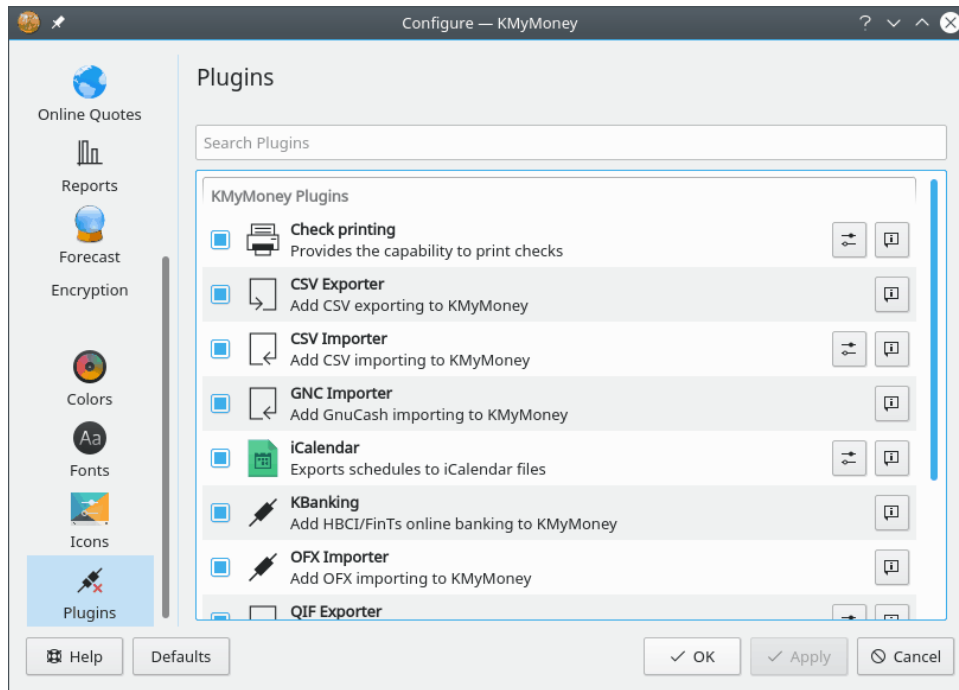 Configure — KMyMoney
Online Quotes
Reports
Forecast
Encryption
Colors
Aa
Fonts
Icons
Plugins
Plugins
Search Plugins
KMyMoney Plugins
Check printing
Provides the capability to print checks
CSV Exporter
Add CSV exporting to KMyMoney
CSV Importer
Add CSV importing to KMyMoney
GNC Importer
Add GnuCash importing to KMyMoney
iCalendar
Exports schedules to iCalendar files
KBanking
Add HBCI/FinTs online banking to KMyMoney
OFX Importer
Add OFX importing to KMyMoney
QIF Exporter
Help
Defaults
OK
Apply
Cancel